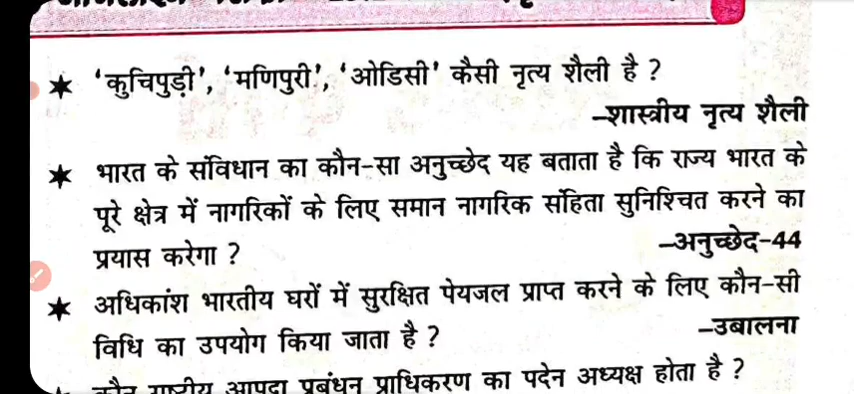 ★ ‘कुचिपुड़ी’, ‘मणिपुरी’, ‘ओडिसी’ कैसी नृत्य शैली है ?
–शास्त्रीय नृत्य शैली
★ भारत के संविधान का कौन-सा अनुच्छेद यह बताता है कि राज्य भारत के
पूरे क्षेत्र में नागरिकों के लिए समान नागरिक संहिता सुनिश्चित करने का
प्रयास करेगा ? –अनुच्छेद-44
★ अधिकांश भारतीय घरों में सुरक्षित पेयजल प्राप्त करने के लिए कौन-सी
विधि का उपयोग किया जाता है ? –उबालना
कौन राष्ट्रीय आपदा प्रबंधन प्राधिकरण का पदेन अध्यक्ष होता है ?